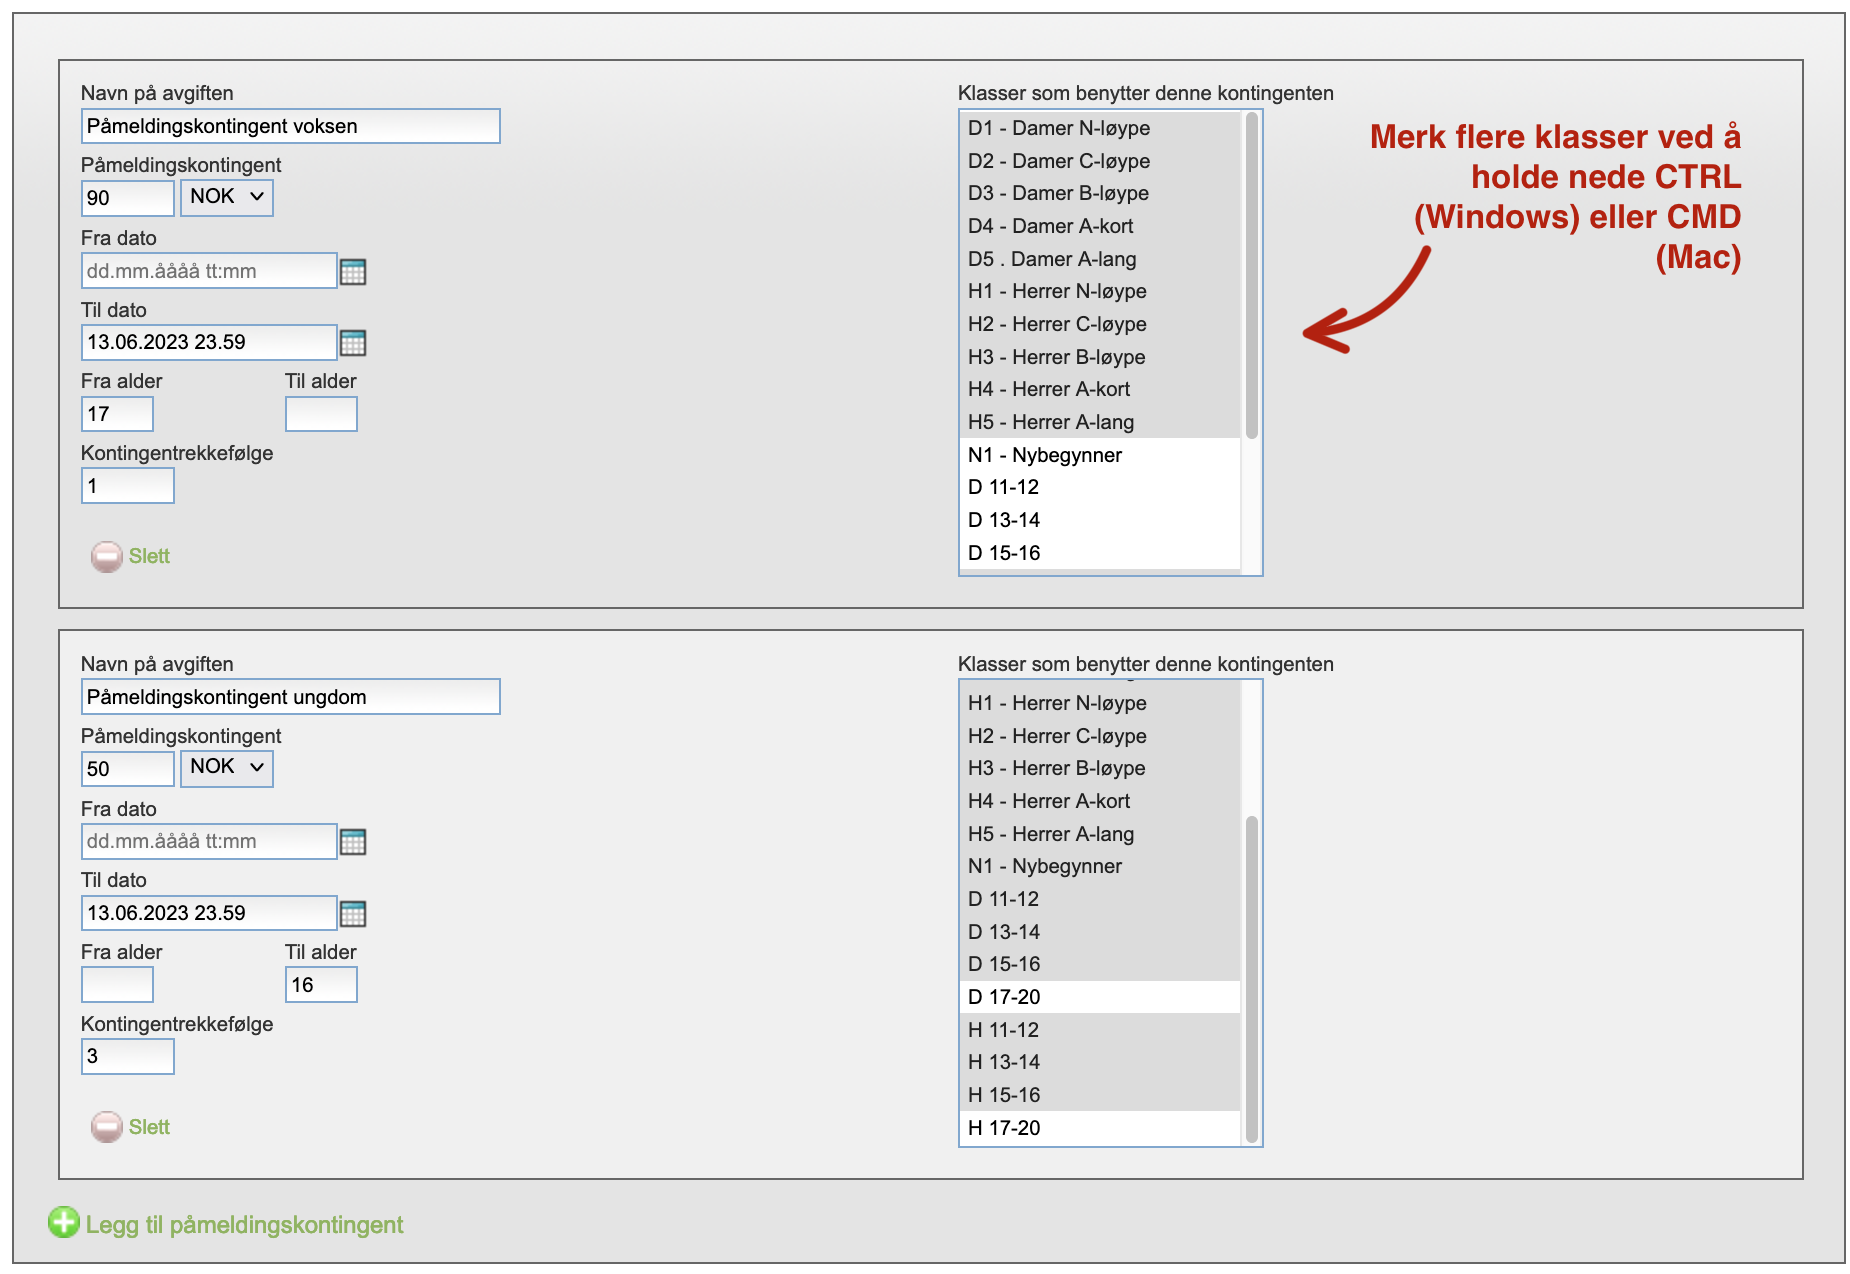 Navn på avgiften
Påmeldingskontingent voksen
Påmeldingskontingent
90 NOK
Fra dato
dd.mm.åååå tt:mm
Til dato
13.06.2023 23.59
Fra alder Til alder
17
Kontingentrekkefølge
1
Slett
Klasser som benytter denne kontingenten
D1 - Damer N-løype
D2 - Damer C-løype
D3 - Damer B-løype
D4 - Damer A-kort
D5 . Damer A-lang
H1 - Herrer N-løype
H2 - Herrer C-løype
H3 - Herrer B-løype
H4 - Herrer A-kort
H5 - Herrer A-lang
N1 - Nybegynner
D 11-12
D 13-14
D 15-16
Merk flere klasser ved å
holde nede CTRL
(Windows) eller CMD
(Mac)
Navn på avgiften
Påmeldingskontingent ungdom
Påmeldingskontingent
50 NOK
Fra dato
dd.mm.åååå tt:mm
Til dato
13.06.2023 23.59
Fra alder Til alder
16
Kontingentrekkefølge
3
Slett
Klasser som benytter denne kontingenten
H1 - Herrer N-løype
H2 - Herrer C-løype
H3 - Herrer B-løype
H4 - Herrer A-kort
H5 - Herrer A-lang
N1 - Nybegynner
D 11-12
D 13-14
D 15-16
D 17-20
H 11-12
H 13-14
H 15-16
H 17-20
Legg til påmeldingskontingent